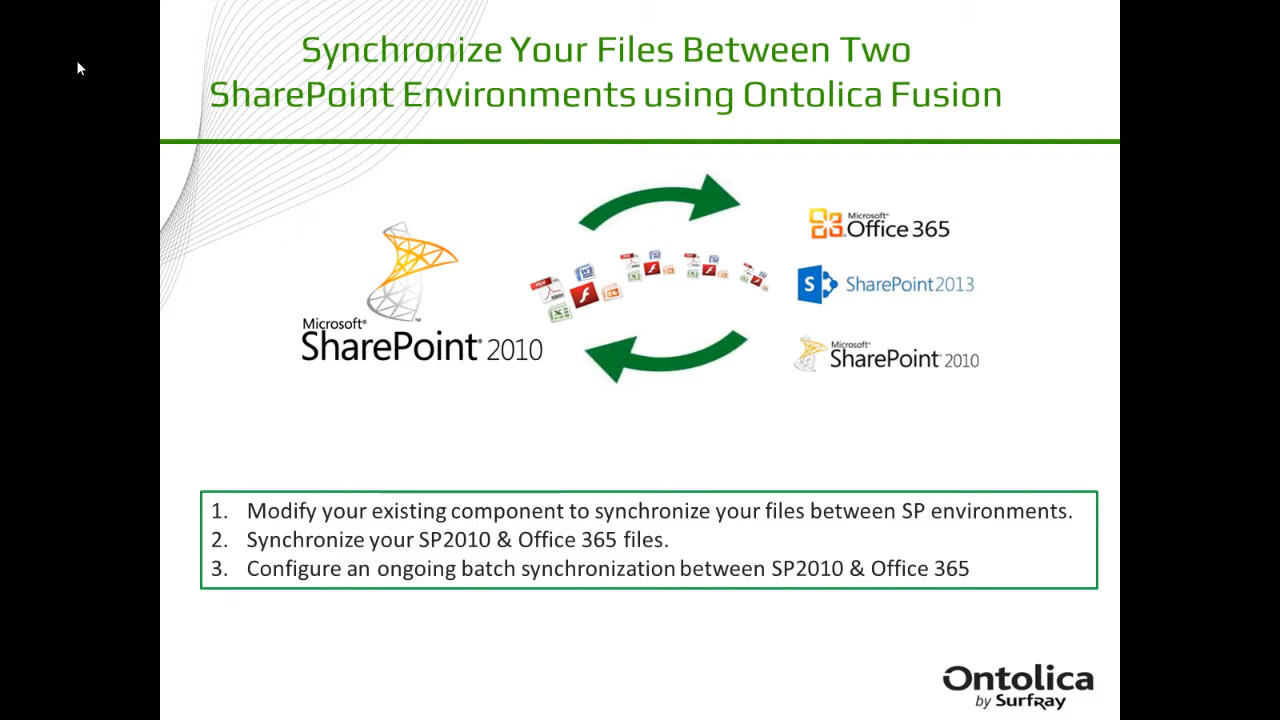 Synchronize Your Files Between Two
SharePoint Environments using Ontolica Fusion
Microsoft®
SharePoint® 2010
Microsoft®
Office 365
S
SharePoint 2013
Microsoft®
SharePoint® 2010
1. Modify your existing component to synchronize your files between SP environments.
2. Synchronize your SP2010 & Office 365 files.
3. Configure an ongoing batch synchronization between SP2010 & Office 365
Ontolica
by SurfRay